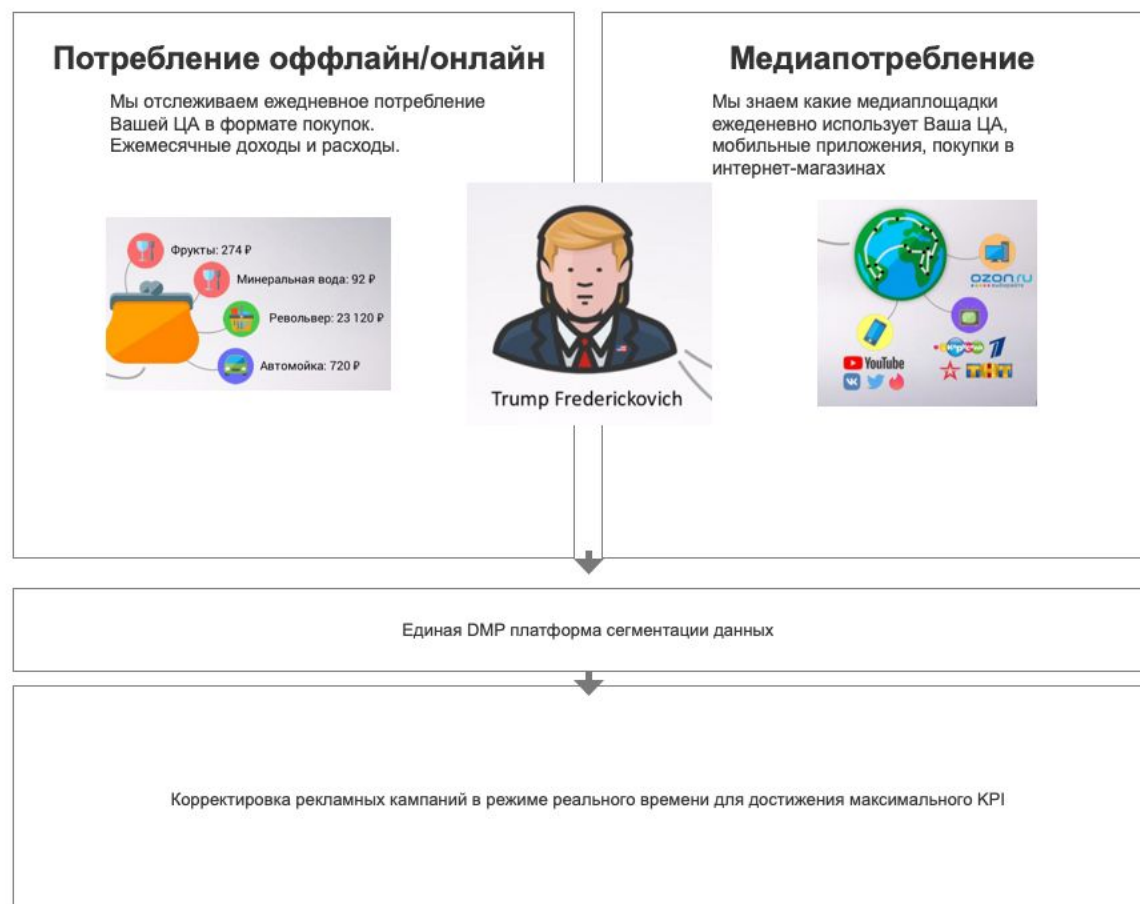 Потребление оффлайн/онлайн
Мы отслеживаем ежедневное потребление
Вашей ЦА в формате покупок.
Ежемесячные доходы и расходы.
Фрукты: 274 ₽
Минеральная вода: 92 ₽
Револьвер: 23 120 ₽
Автомойка: 720 ₽
Trump Frederickovich
Медиапотребление
Мы знаем какие медиаплощадки
ежеденевно использует Ваша ЦА,
мобильные приложения, покупки в
интернет-магазинах
ozon.ru
YouTube
ТНТ
Единая DMP платформа сегментации данных
Корректировка рекламных кампаний в режиме реального времени для достижения максимального KPI